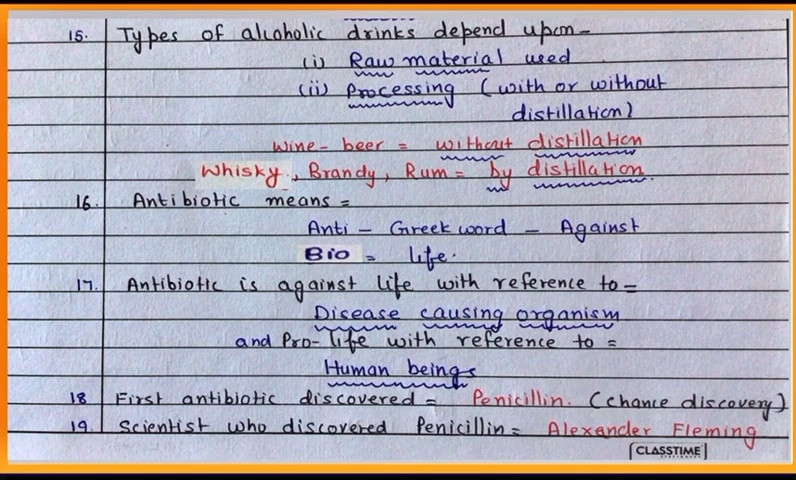 15. Types of alcoholic drinks depend upon-
(i) Raw material used
(ii) Processing (with or without
distillation)
Wine- beer = without distillation
Whisky, Brandy, Rum = by distillation.
16. Antibiotic means =
Anti - Greek word - Against
Bio = life.
17. Antibiotic is against life with reference to =
Disease causing organism
and Pro-life with reference to =
Human beings
18 First antibiotic discovered = Penicillin. (chance discovery)
19. Scientist who discovered Penicillin = Alexander Fleming
CLASSTIME